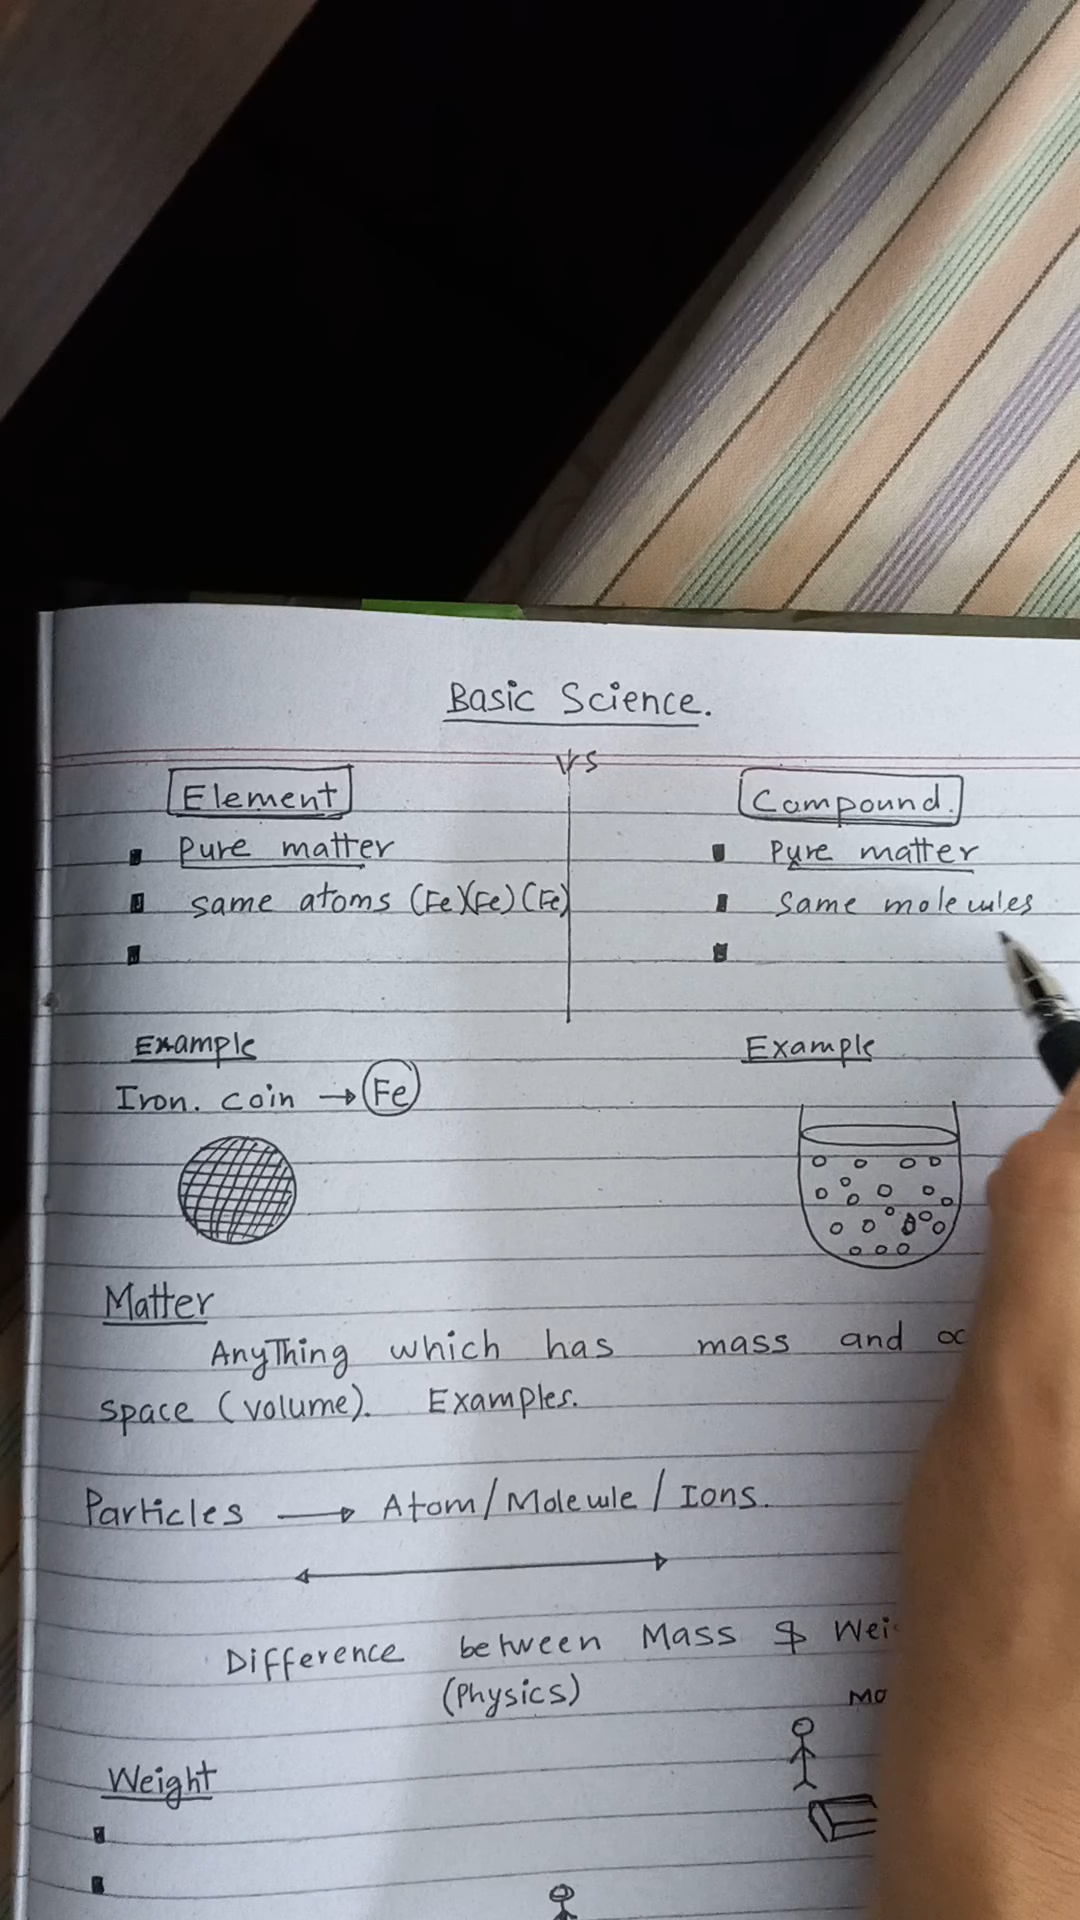 Basic Science.
VS
Element
Compound.
Pure matter
Pure matter
same atoms (Fe)(Fe)(Fe)
Same molecules
Example
Example
Iron. coin → Fe
Matter
AnyThing which has mass and oc
space (volume). Examples.
Particles → Atom/Molecule/Ions.
Difference between Mass $ Wei
(Physics)
Mo
Weight